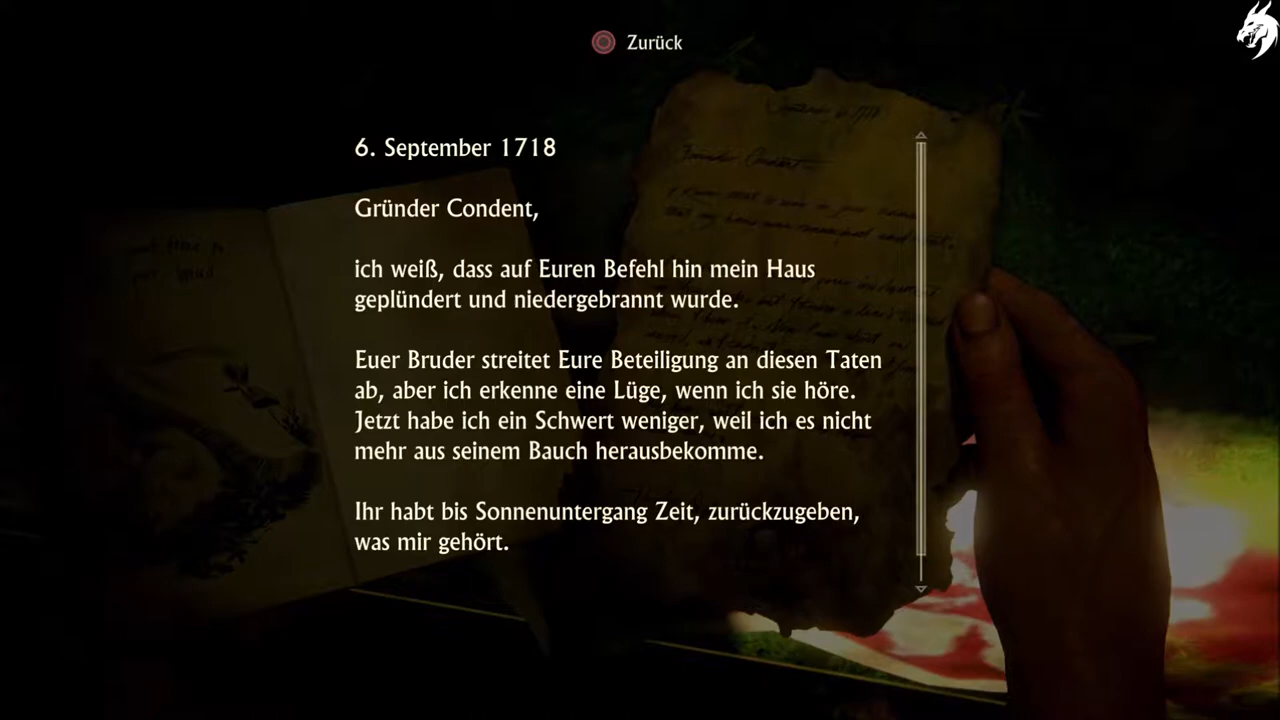 Zurück
6. September 1718
Gründer Condent,
ich weiß, dass auf Euren Befehl hin mein Haus
geplündert und niedergebrannt wurde.
Euer Bruder streitet Eure Beteiligung an diesen Taten
ab, aber ich erkenne eine Lüge, wenn ich sie höre.
Jetzt habe ich ein Schwert weniger, weil ich es nicht
mehr aus seinem Bauch herausbekomme.
Ihr habt bis Sonnenuntergang Zeit, zurückzugeben,
was mir gehört.